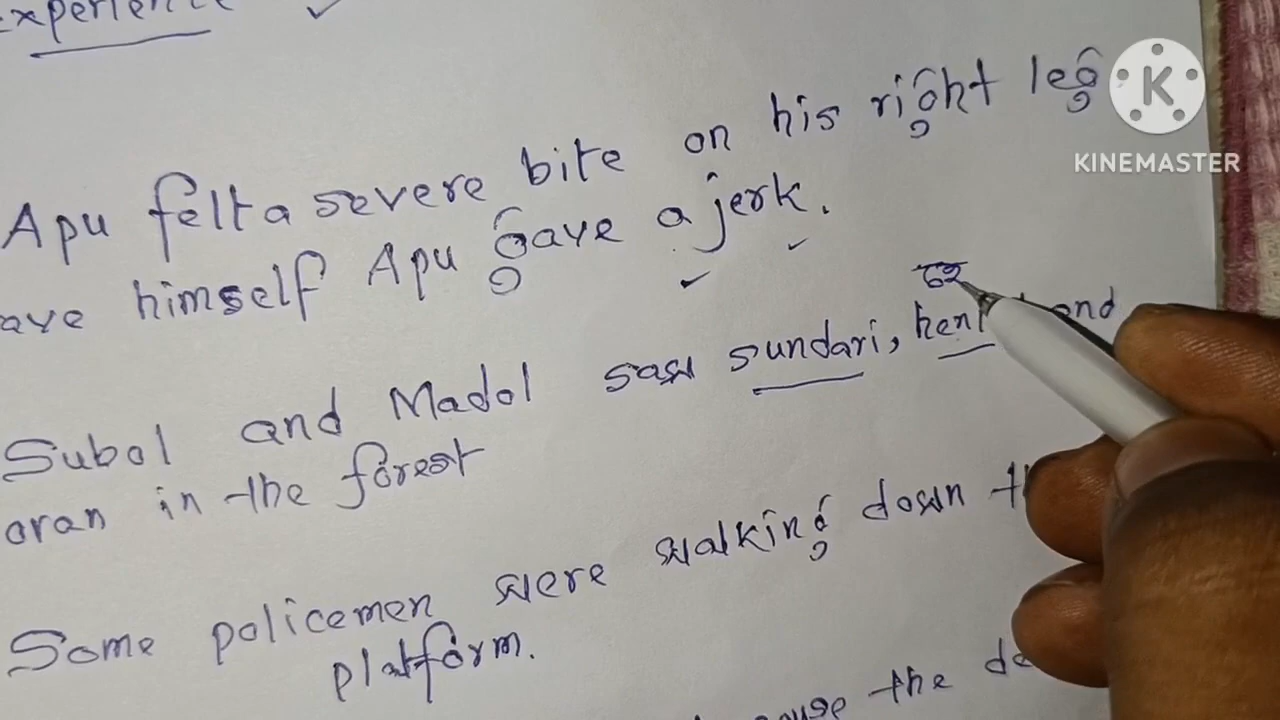 experience
Apu felt a severe bite on his right leg
ave himself Apu gave a jerk.
Subol and Madol saw sundari, and
oran in the forest
Some policemen were walking down
platform.
the
KINEMASTER